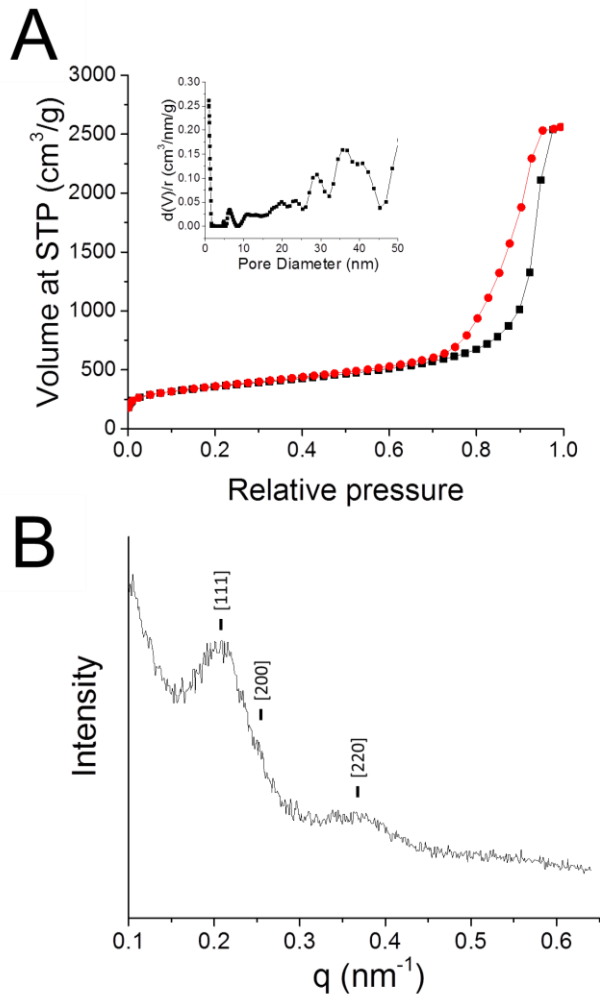 A
Volume at STP (cm³/g)
3000
2500
2000
1500
1000
500
0
0.0 0.2 0.4 0.6 0.8 1.0
Relative pressure
d(V)/r (cm³/nm/g)
0.30
0.25
0.20
0.15
0.10
0.05
0.00
0 10 20 30 40 50
Pore Diameter (nm)
B
Intensity
[111]
[200]
[220]
0.1 0.2 0.3 0.4 0.5 0.6
q (nm⁻¹)